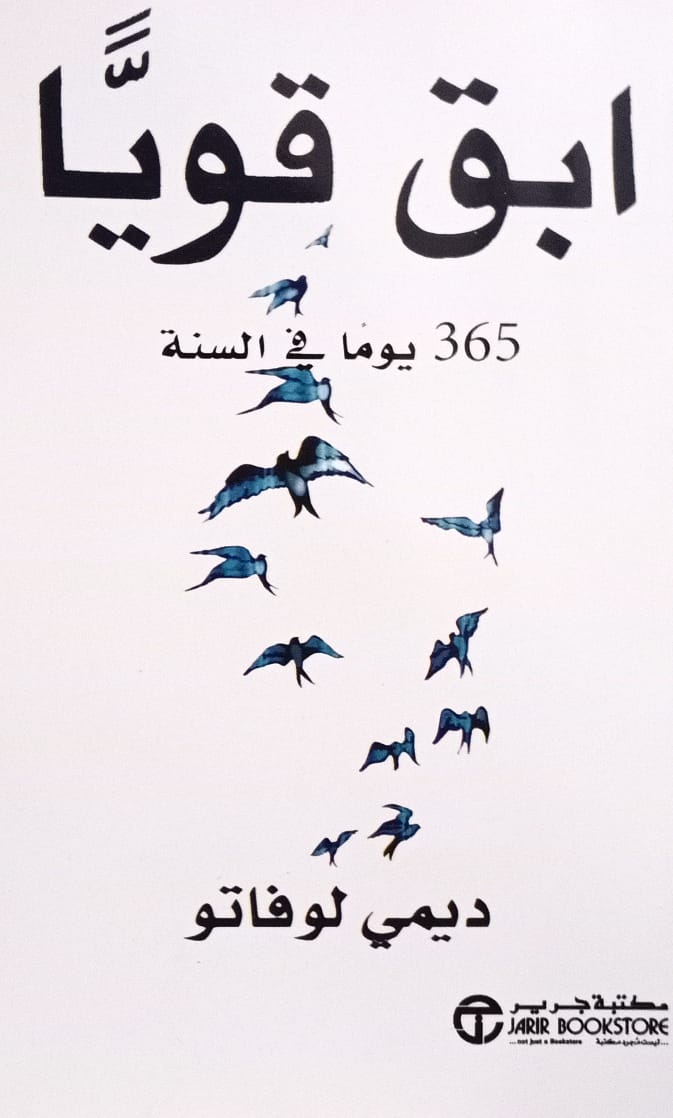 ابق قويًّا
365 يومًا في السنة
ديمي لوفاتو
مكتبة جرير
JARIR BOOKSTORE
...not just a Bookstore ليست مجرد مكتبة...